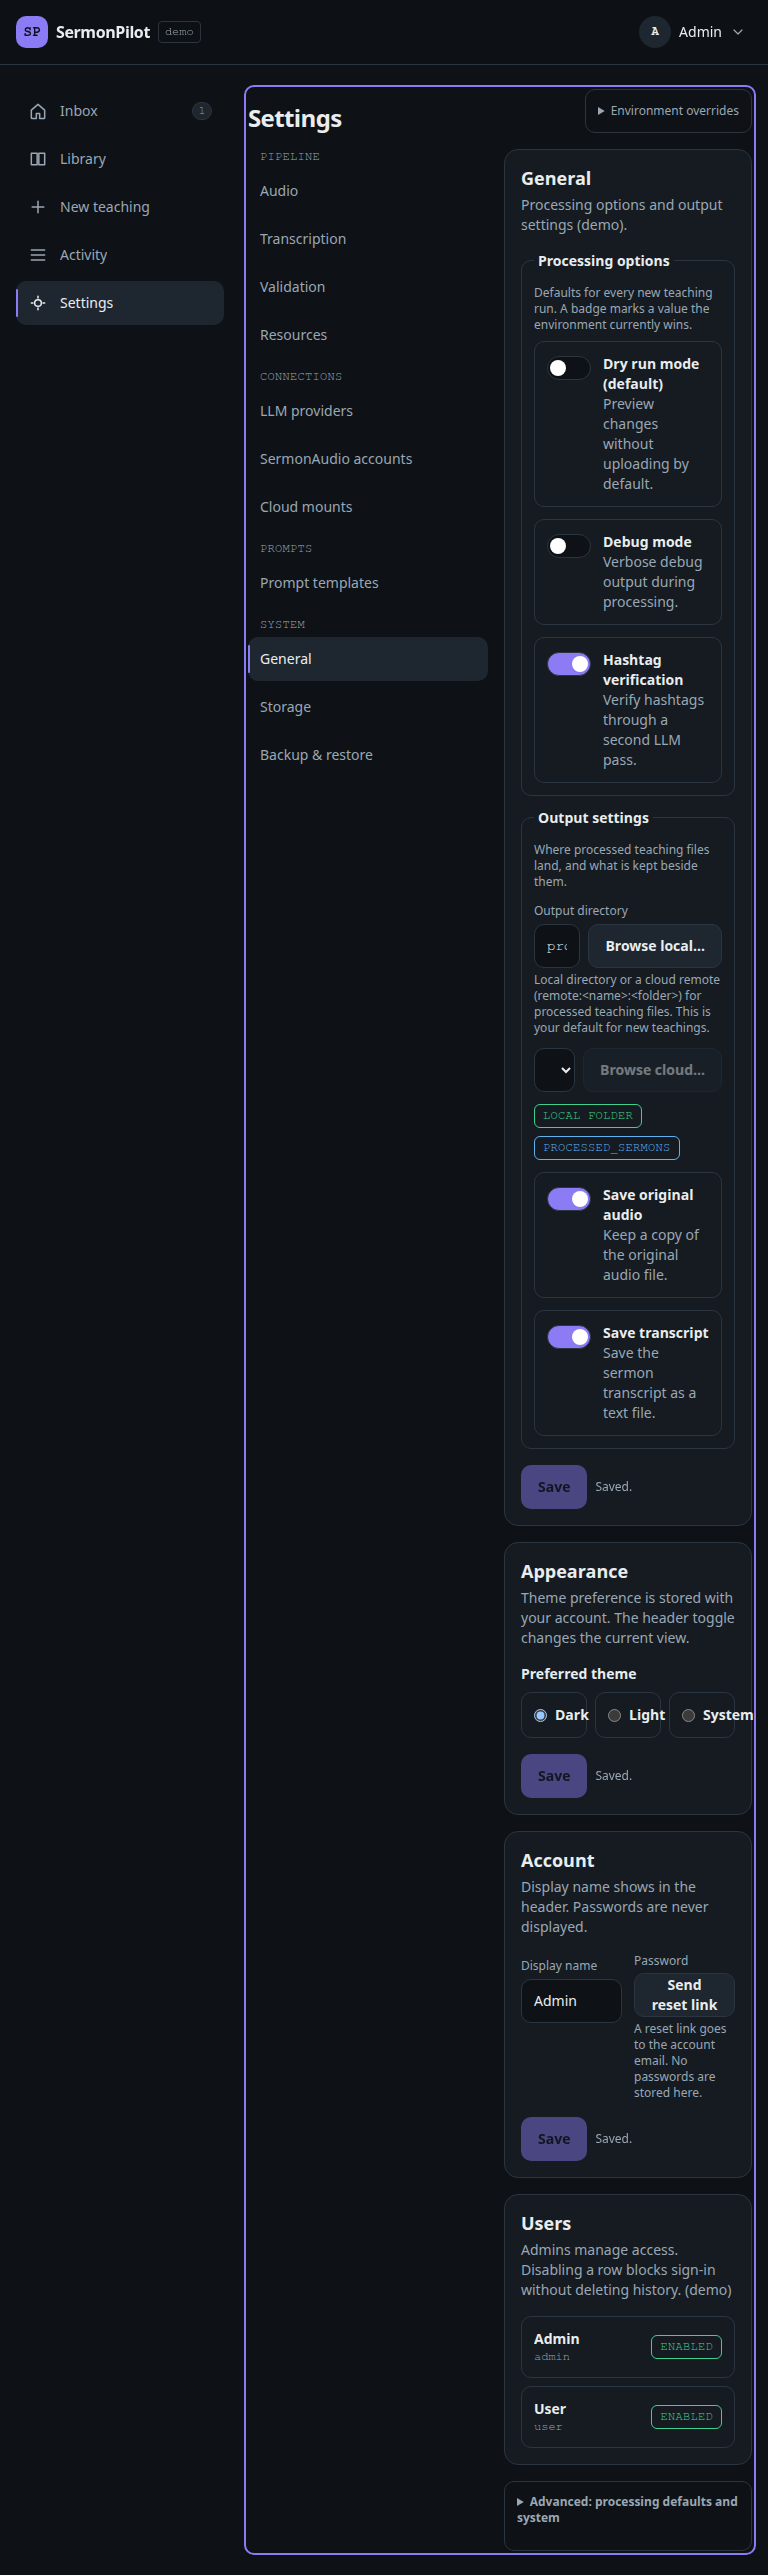 SP SermonPilot demo
A Admin
Inbox 1
Library
New teaching
Activity
Settings
Settings
Environment overrides
PIPELINE
Audio
Transcription
Validation
Resources
CONNECTIONS
LLM providers
SermonAudio accounts
Cloud mounts
PROMPTS
Prompt templates
SYSTEM
General
Storage
Backup & restore
General
Processing options and output
settings (demo).
Processing options
Defaults for every new teaching
run. A badge marks a value the
environment currently wins.
Dry run mode
(default)
Preview
changes
without
uploading by
default.
Debug mode
Verbose debug
output during
processing.
Hashtag
verification
Verify hashtags
through a
second LLM
pass.
Output settings
Where processed teaching files
land, and what is kept beside
them.
Output directory
Browse local...
Local directory or a cloud remote
(remote:<name>:<folder>) for
processed teaching files. This is
your default for new teachings.
Browse cloud...
LOCAL FOLDER
PROCESSED_SERMONS
Save original
audio
Keep a copy of
the original
audio file.
Save transcript
Save the
sermon
transcript as a
text file.
Save Saved.
Appearance
Theme preference is stored with
your account. The header toggle
changes the current view.
Preferred theme
Dark Light System
Save Saved.
Account
Display name shows in the
header. Passwords are never
displayed.
Display name
Admin
Password
Send
reset link
A reset link goes
to the account
email. No
passwords are
stored here.
Save Saved.
Users
Admins manage access.
Disabling a row blocks sign-in
without deleting history. (demo)
Admin
admin
ENABLED
User
user
ENABLED
Advanced: processing defaults and
system